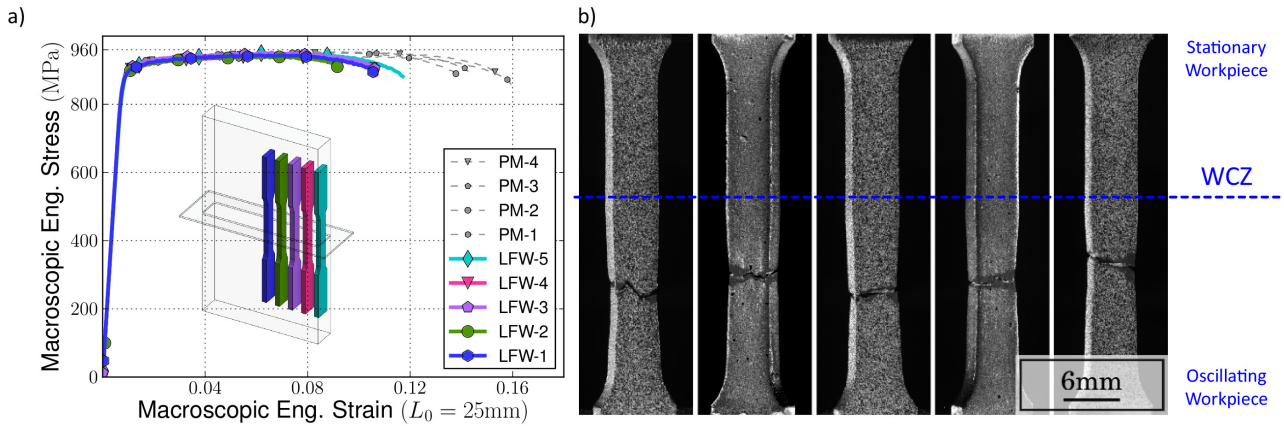 a)
Macroscopic Eng. Stress (MPa)
960
800
600
400
200
0
0.04
0.08
0.12
0.16
Macroscopic Eng. Strain (L₀ = 25mm)
PM-4
PM-3
PM-2
PM-1
LFW-5
LFW-4
LFW-3
LFW-2
LFW-1
b)
Stationary
Workpiece
WCZ
6mm
Oscillating
Workpiece